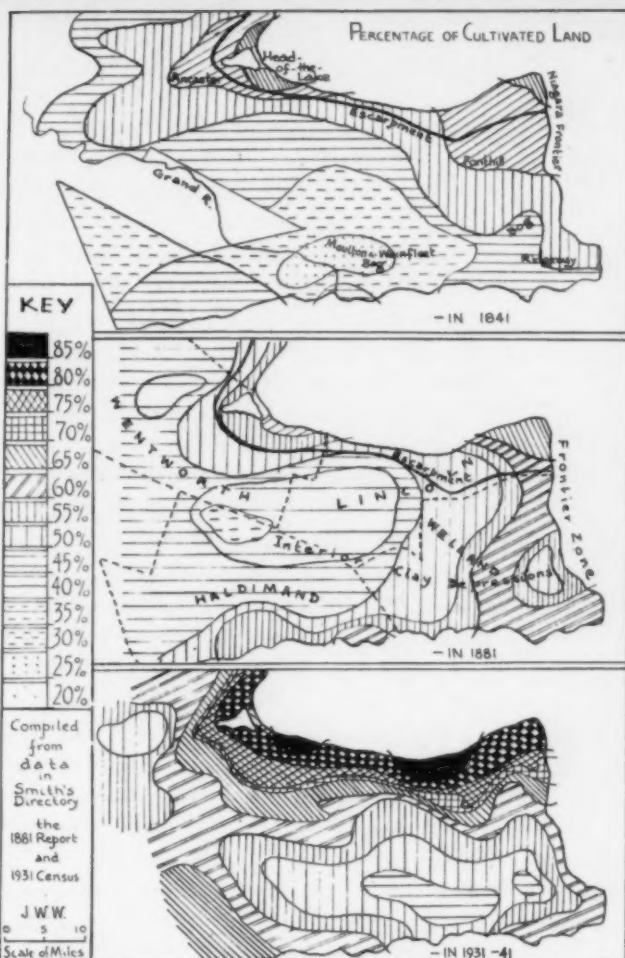 PERCENTAGE OF CULTIVATED LAND
Head-
of-the-
Lake
Ancaster
Escarpment
Niagara Frontier
Fonthill
Grand R.
Bog
Moulton & Wainfleet
Bog
Ridgeway
— IN 1841
KEY
85%
80%
75%
70%
65%
60%
55%
50%
45%
40%
35%
30%
25%
20%
WENTWORTH
Escarpment
LINCOLN
Frontier Zone
Interior
WELLAND
Clay Depressions
HALDIMAND
— IN 1881
Compiled
from
data
in
Smith's
Directory
the
1881 Report
and
1931 Census
J.W.W.
0 5 10
Scale of Miles
— IN 1931-41